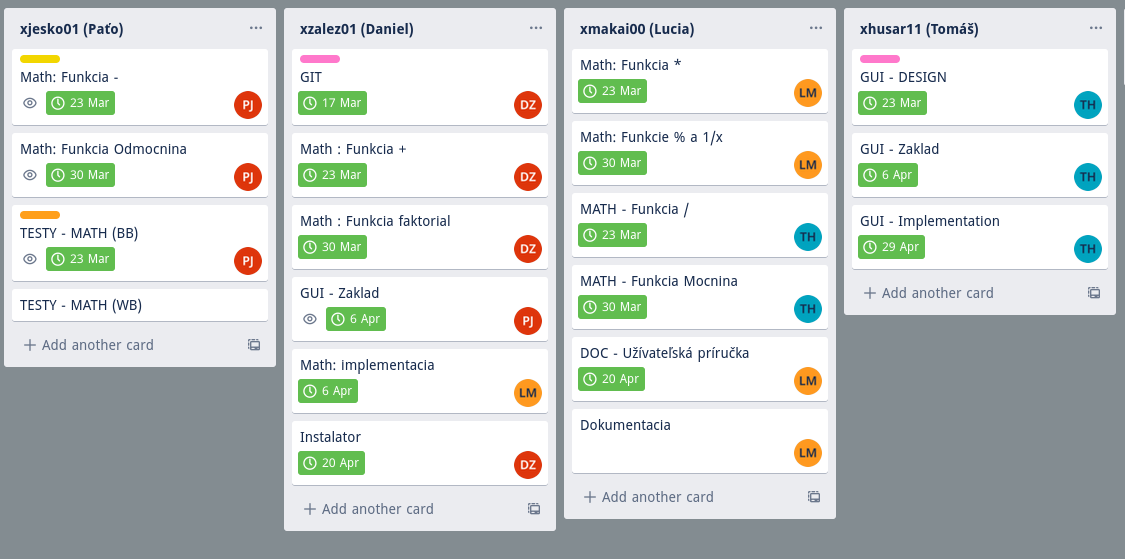 xjesko01 (Paťo)
Math: Funkcia -
23 Mar
PJ
Math: Funkcia Odmocnina
30 Mar
PJ
TESTY - MATH (BB)
23 Mar
PJ
TESTY - MATH (WB)
Add another card
xzalez01 (Daniel)
GIT
17 Mar
DZ
Math : Funkcia +
23 Mar
DZ
Math : Funkcia faktorial
30 Mar
DZ
GUI - Zaklad
6 Apr
PJ
Math: implementacia
6 Apr
LM
Instalator
20 Apr
DZ
Add another card
xmakai00 (Lucia)
Math: Funkcia *
23 Mar
LM
Math: Funkcie % a 1/x
30 Mar
LM
MATH - Funkcia /
23 Mar
TH
MATH - Funkcia Mocnina
30 Mar
TH
DOC - Užívateľská príručka
20 Apr
LM
Dokumentacia
LM
Add another card
xhusar11 (Tomáš)
GUI - DESIGN
23 Mar
TH
GUI - Zaklad
6 Apr
TH
GUI - Implementation
29 Apr
TH
Add another card